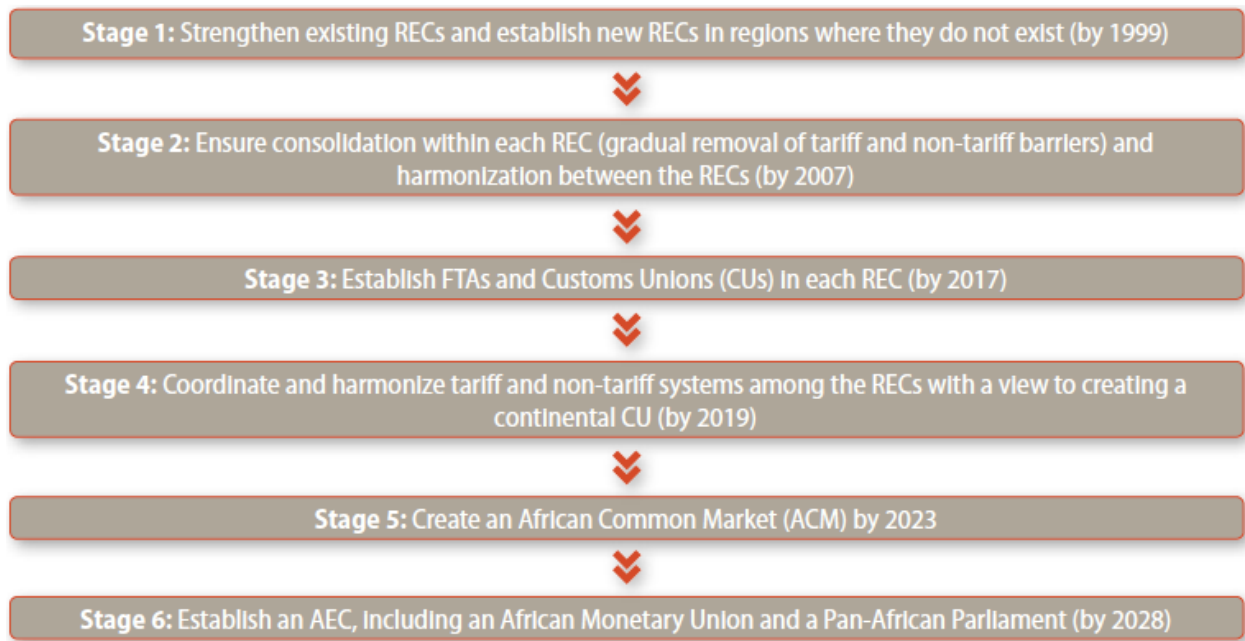 Stage 1: Strengthen existing RECs and establish new RECs in regions where they do not exist (by 1999)
Stage 2: Ensure consolidation within each REC (gradual removal of tariff and non-tariff barriers) and
harmonization between the RECs (by 2007)
Stage 3: Establish FTAs and Customs Unions (CUs) in each REC (by 2017)
Stage 4: Coordinate and harmonize tariff and non-tariff systems among the RECs with a view to creating a
continental CU (by 2019)
Stage 5: Create an African Common Market (ACM) by 2023
Stage 6: Establish an AEC, including an African Monetary Union and a Pan-African Parliament (by 2028)